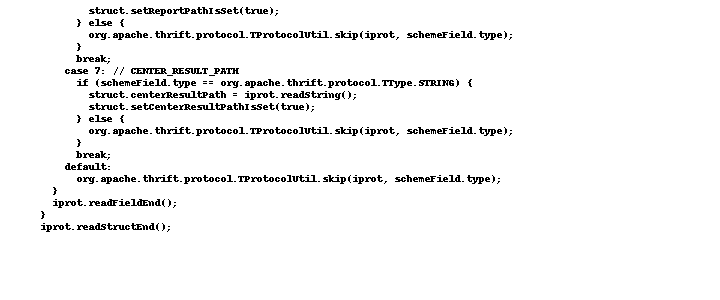 struct.setReportPathIsSet(true);
} else {
org.apache.thrift.protocol.TProtocolUtil.skip(iprot, schemeField.type);
}
break;
case 7: // CENTER_RESULT_PATH
if (schemeField.type == org.apache.thrift.protocol.TType.STRING) {
struct.centerResultPath = iprot.readString();
struct.setCenterResultPathIsSet(true);
} else {
org.apache.thrift.protocol.TProtocolUtil.skip(iprot, schemeField.type);
}
break;
default:
org.apache.thrift.protocol.TProtocolUtil.skip(iprot, schemeField.type);
}
iprot.readFieldEnd();
}
iprot.readStructEnd();